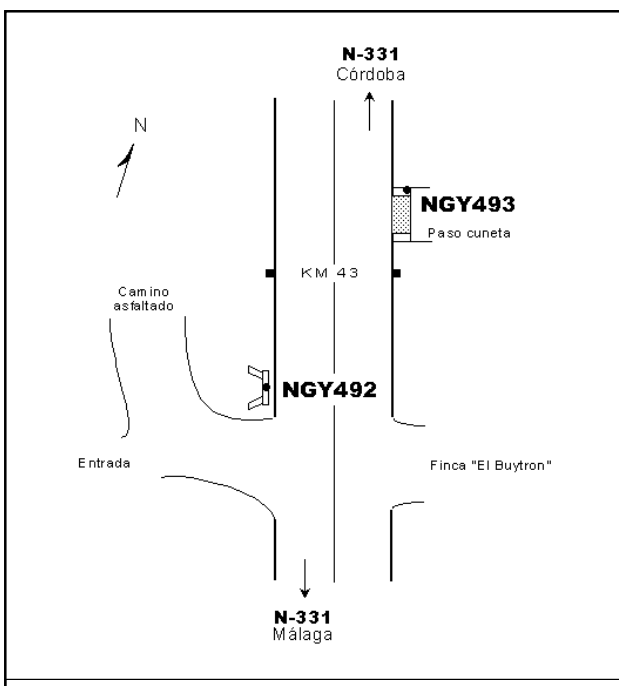 N-331
Córdoba
N
NGY493
Paso cuneta
KM 43
Camino
asfaltado
NGY492
Entrada
Finca "El Buytron"
N-331
Málaga